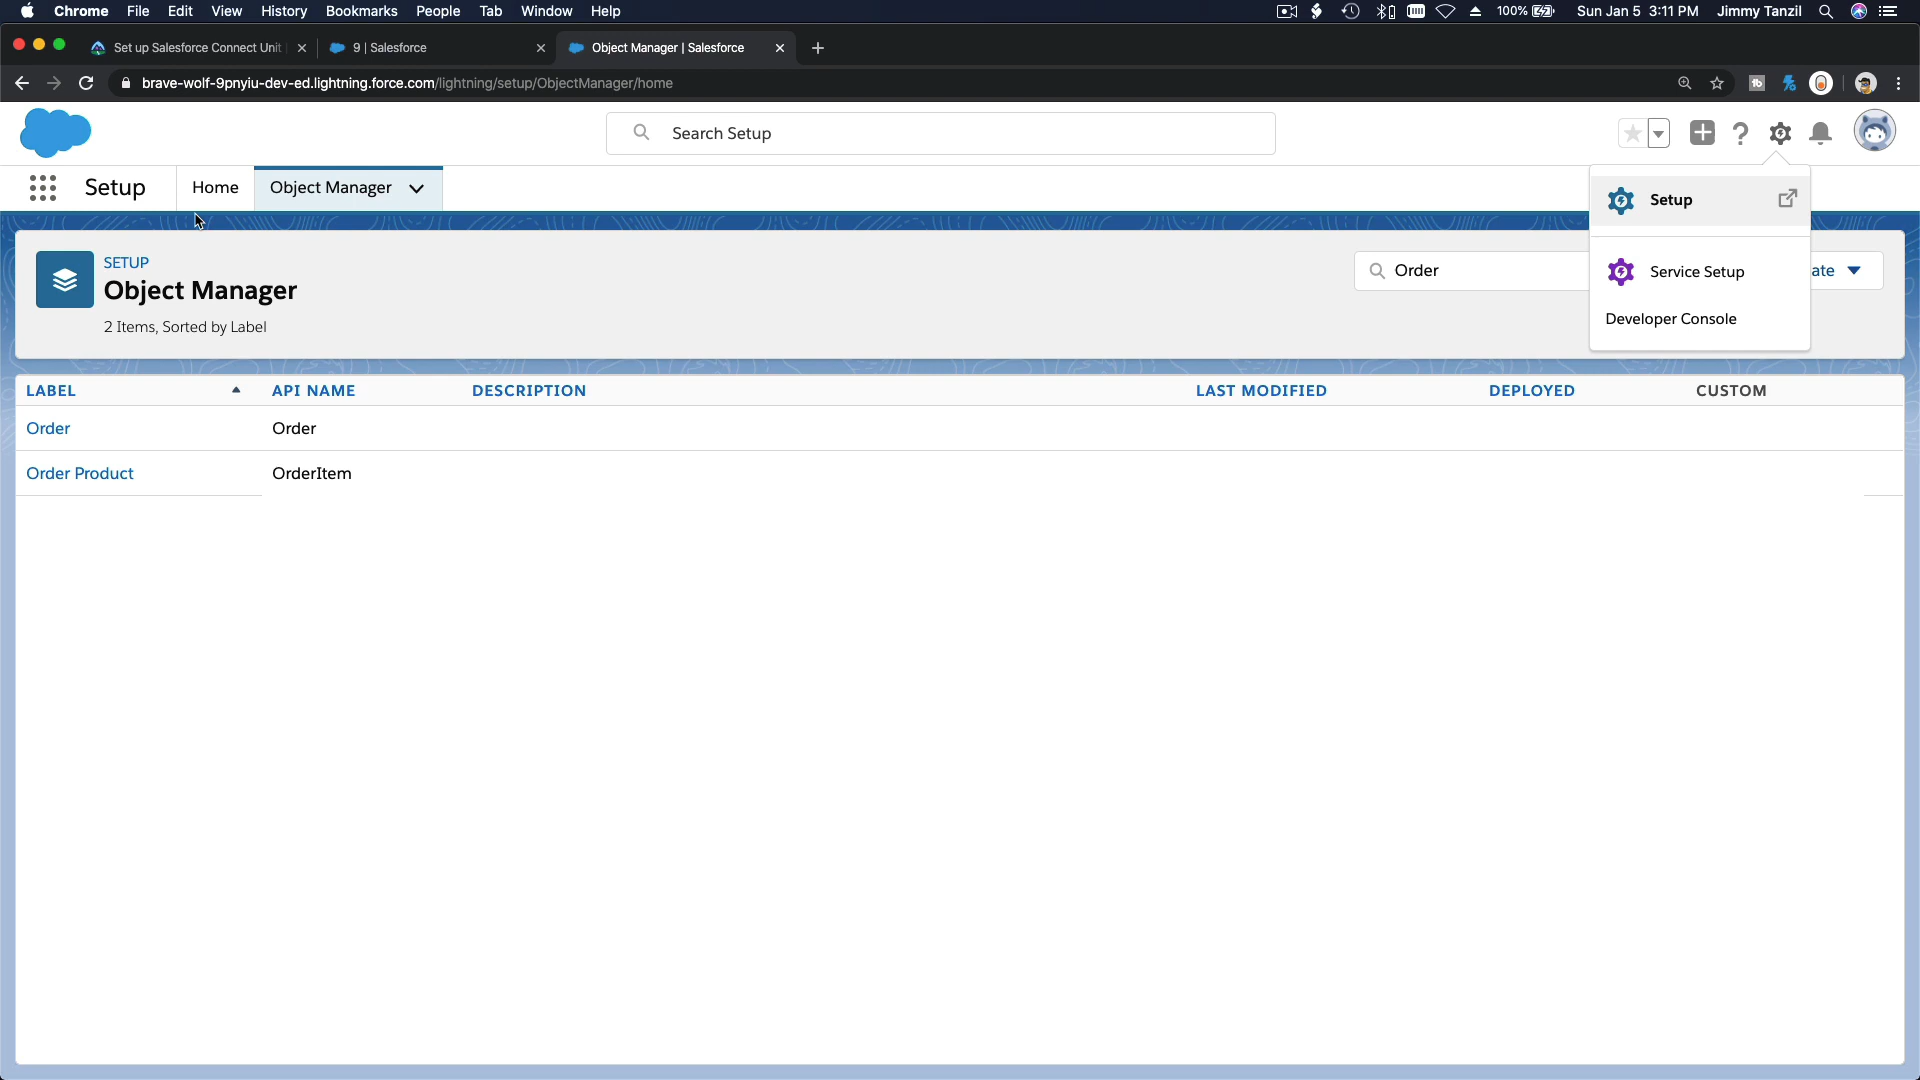 Chrome File Edit View History Bookmarks People Tab Window Help 100% Sun Jan 5 3:11 PM Jimmy Tanzil
Set up Salesforce Connect Unit 9 | Salesforce Object Manager | Salesforce
brave-wolf-9pnyiu-dev-ed.lightning.force.com/lightning/setup/ObjectManager/home
Search Setup
Setup Home Object Manager
Setup
SETUP
Object Manager
2 Items, Sorted by Label
Order
ate
Service Setup
Developer Console
LABEL API NAME DESCRIPTION LAST MODIFIED DEPLOYED CUSTOM
Order Order
Order Product OrderItem